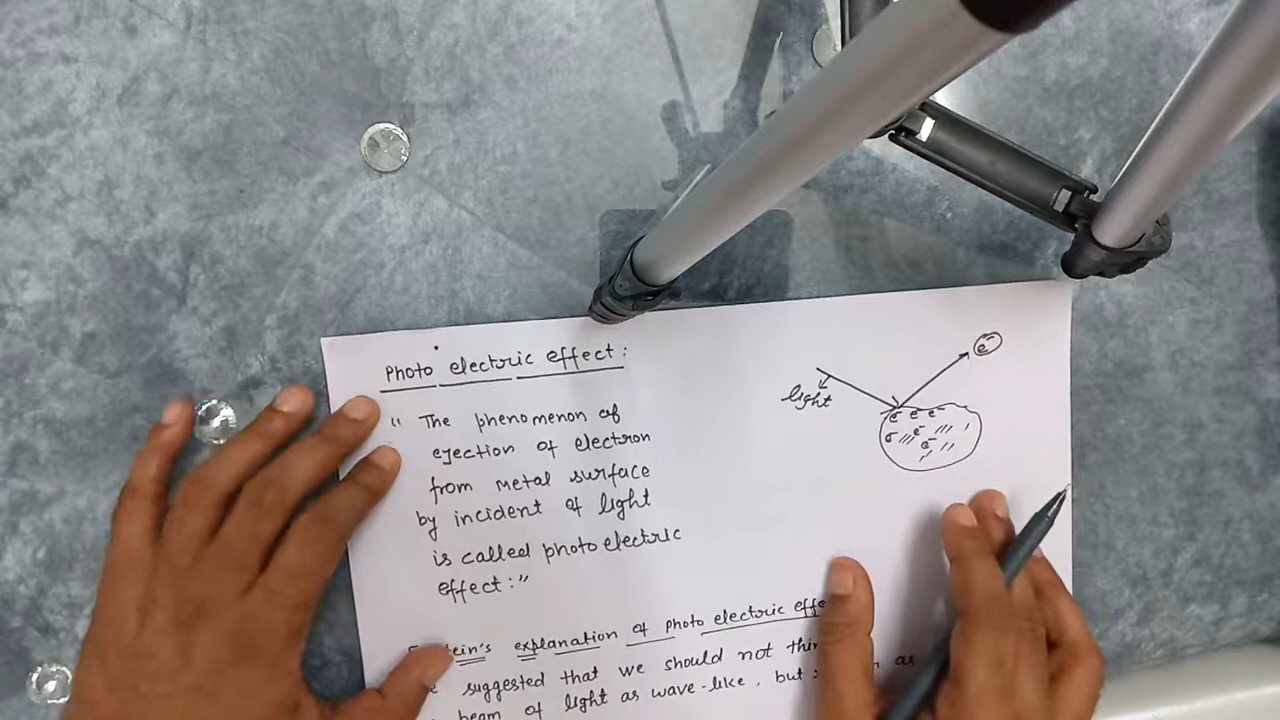 Photo electric effect:
" The phenomenon of
ejection of electron
from metal surface
by incident of light
is called photo electric
effect:"
light
e-
e- e- e-
e- e-
e-
explanation of photo electric
suggested that we should not
beam of light as wave-like. but as